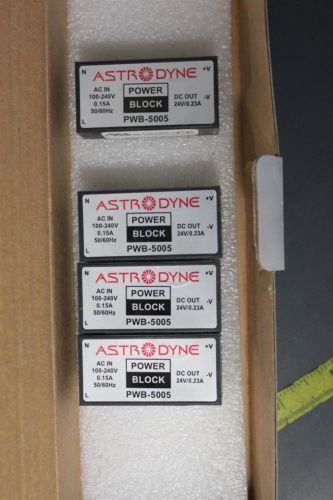 N ASTRODYNE +V
AC IN POWER
100-240V DC OUT
0.15A BLOCK 24V/0.23A -V
50/60Hz
L PWB-5005
N ASTRODYNE +V
AC IN POWER
100-240V DC OUT
0.15A BLOCK 24V/0.23A -V
50/60Hz
L PWB-5005
N ASTRODYNE +V
AC IN POWER
100-240V DC OUT
0.15A BLOCK 24V/0.23A -V
50/60Hz
L PWB-5005
N ASTRODYNE +V
AC IN POWER
100-240V DC OUT
0.15A BLOCK 24V/0.23A -V
50/60Hz
L PWB-5005